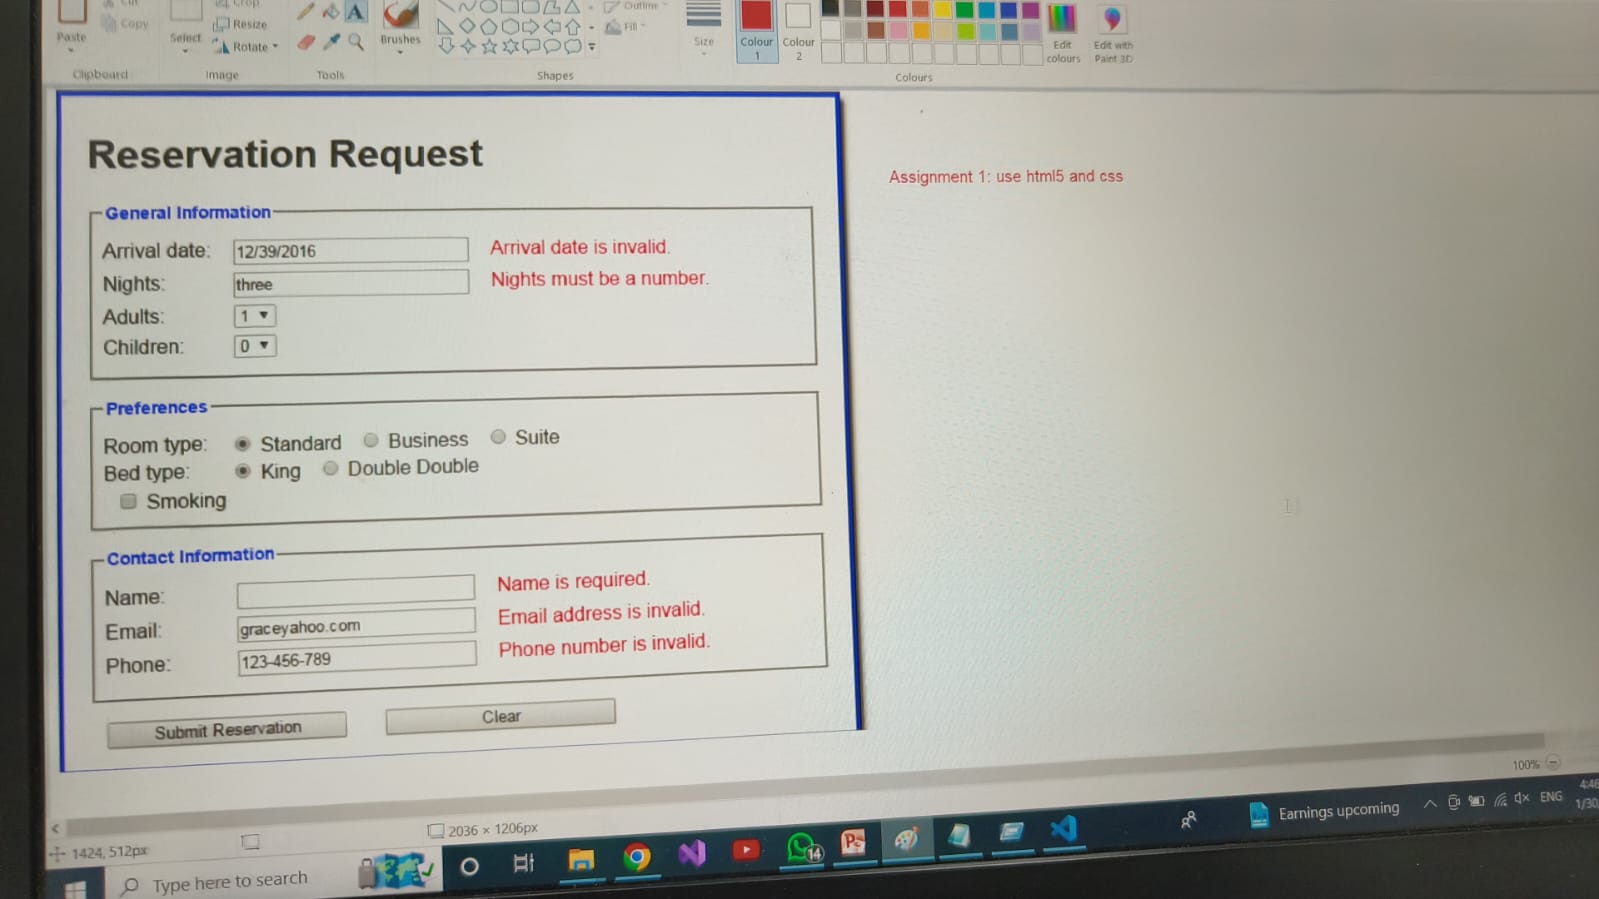 Cut
Copy
Paste
Clipboard
Crop
Resize
Rotate
Select
Image
Tools
Brushes
Outline
Fill
Shapes
Size
Colour
1
Colour
2
Edit
colours
Edit with
Paint 3D
Colours
Reservation Request
Assignment 1: use html5 and css
General Information
Arrival date: 12/39/2016 Arrival date is invalid.
Nights: three Nights must be a number.
Adults: 1
Children: 0
Preferences
Room type: Standard Business Suite
Bed type: King Double Double
Smoking
Contact Information
Name: Name is required.
Email: graceyahoo.com Email address is invalid.
Phone: 123-456-789 Phone number is invalid.
Submit Reservation Clear
100%
1424, 512px
2036 × 1206px
Type here to search
14
Earnings upcoming
ENG
4:46
1/30